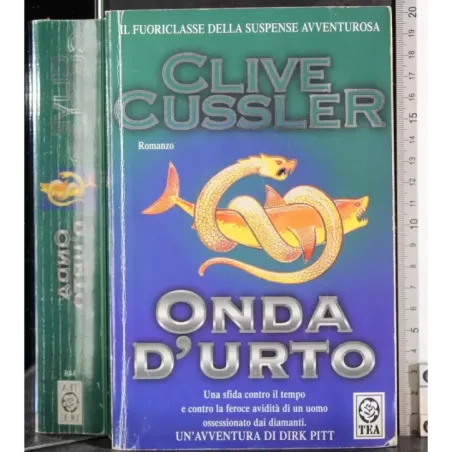 IL FUORICLASSE DELLA SUSPENSE AVVENTUROSA
CLIVE
CUSSLER
Romanzo
ONDA
D'URTO
Una sfida contro il tempo
e contro la feroce avidità di un uomo
ossessionato dai diamanti.
UN'AVVENTURA DI DIRK PITT
TEA